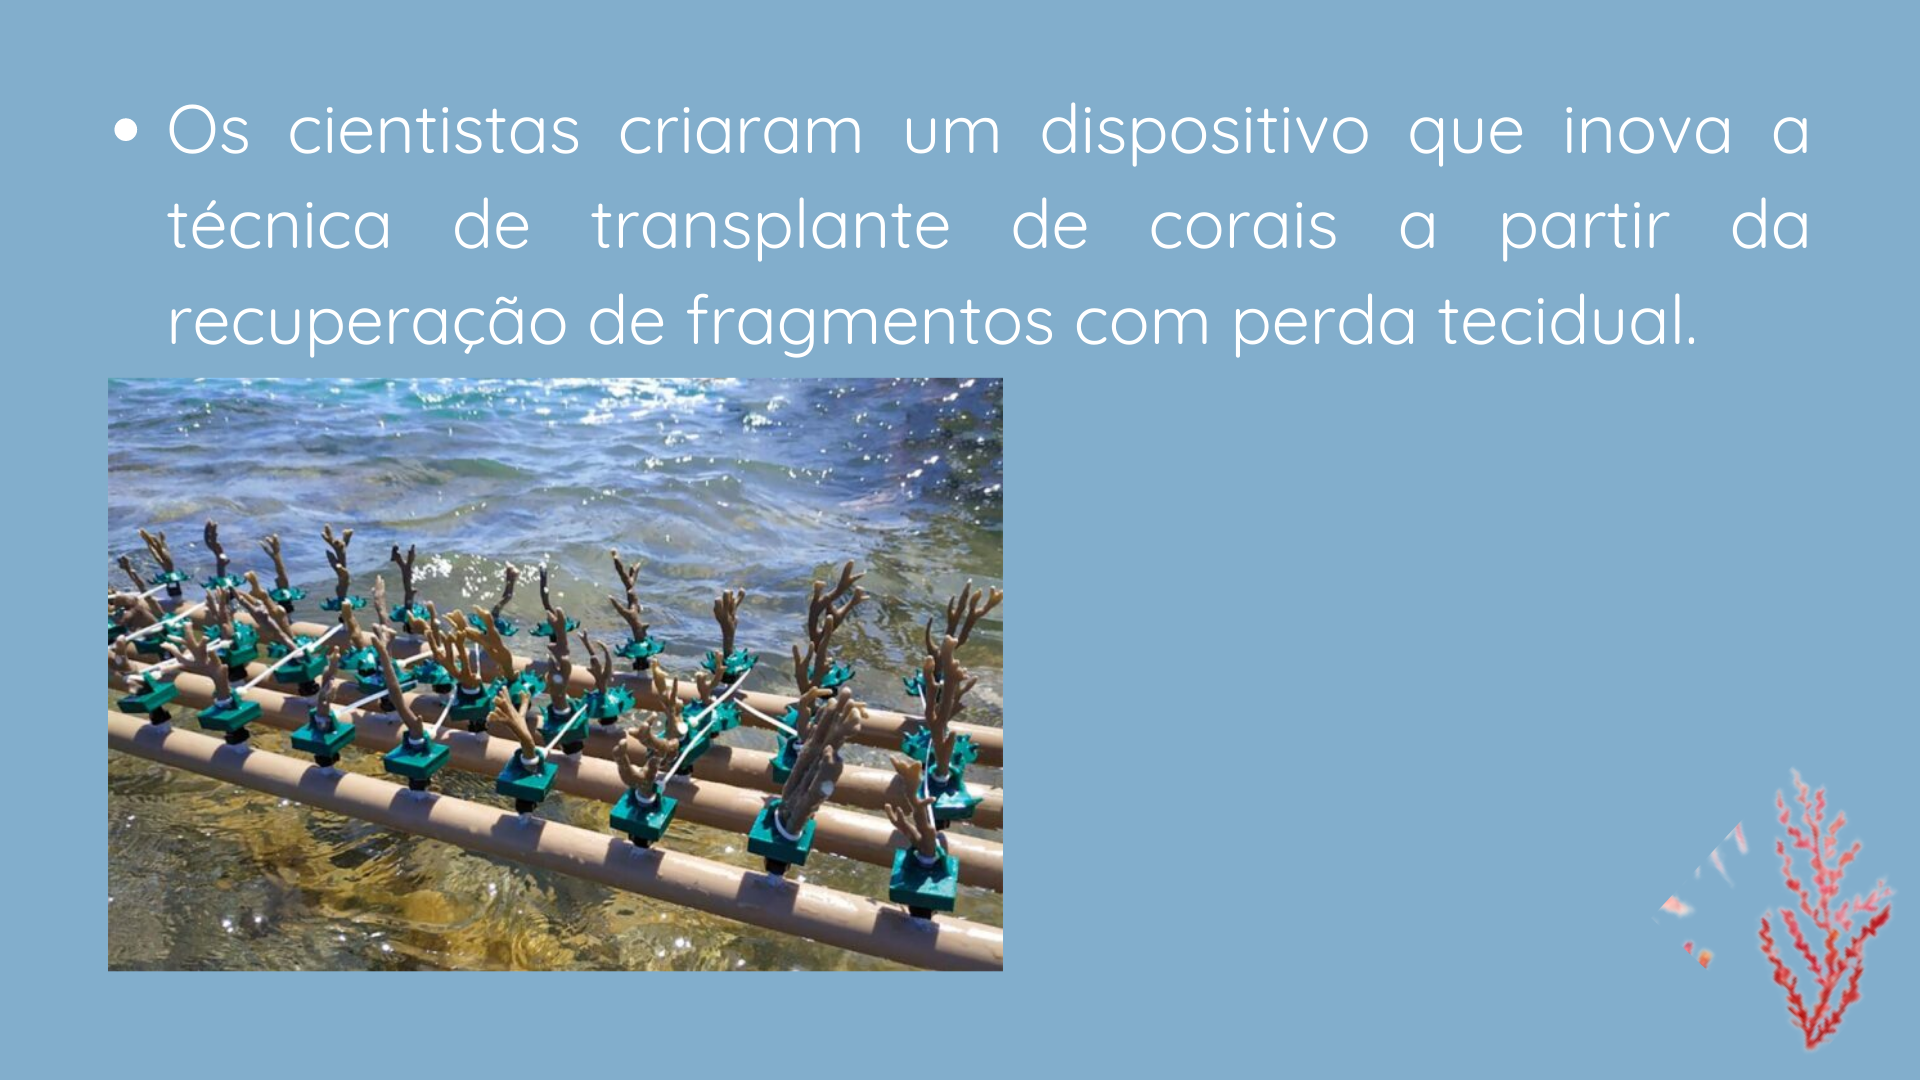 • Os cientistas criaram um dispositivo que inova a
técnica de transplante de corais a partir da
recuperação de fragmentos com perda tecidual.